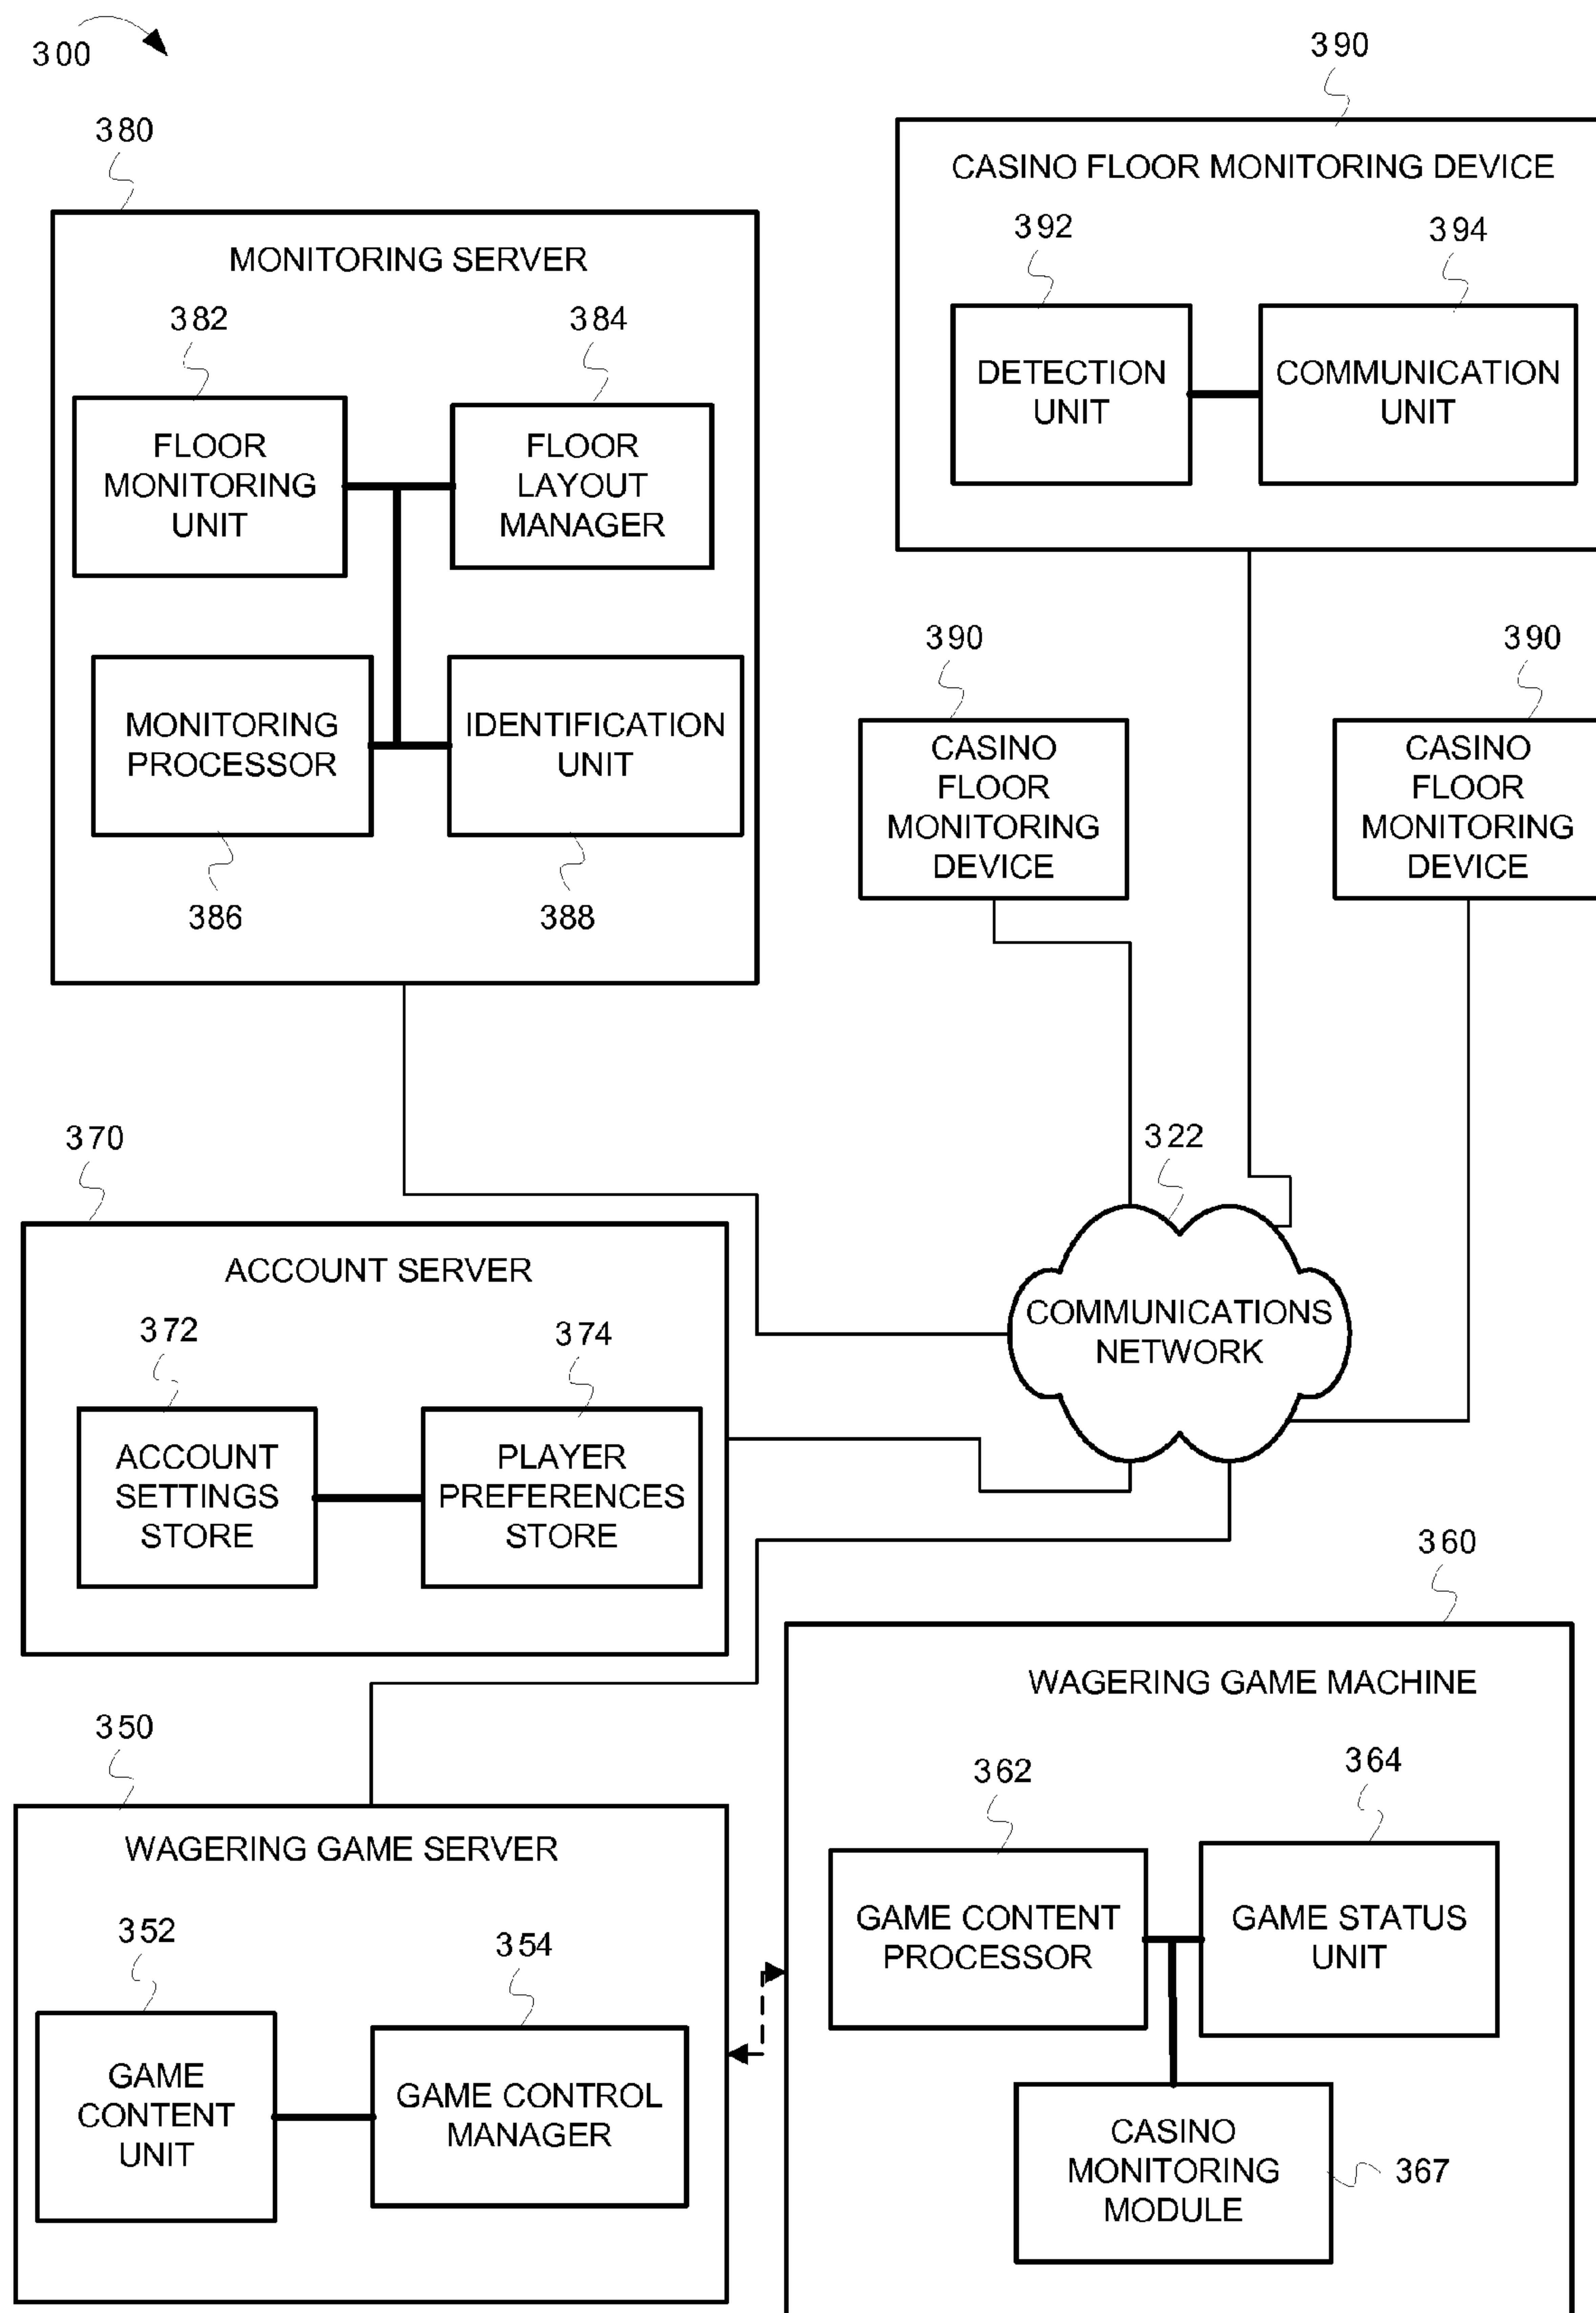 300
380
MONITORING SERVER
382
384
FLOOR
MONITORING
UNIT
FLOOR
LAYOUT
MANAGER
MONITORING
PROCESSOR
IDENTIFICATION
UNIT
386
388
390
CASINO FLOOR MONITORING DEVICE
392
394
DETECTION
UNIT
COMMUNICATION
UNIT
390
CASINO
FLOOR
MONITORING
DEVICE
390
CASINO
FLOOR
MONITORING
DEVICE
322
COMMUNICATIONS
NETWORK
370
ACCOUNT SERVER
372
374
ACCOUNT
SETTINGS
STORE
PLAYER
PREFERENCES
STORE
350
WAGERING GAME SERVER
352
354
GAME
CONTENT
UNIT
GAME CONTROL
MANAGER
360
WAGERING GAME MACHINE
362
364
GAME CONTENT
PROCESSOR
GAME STATUS
UNIT
CASINO
MONITORING
MODULE
367